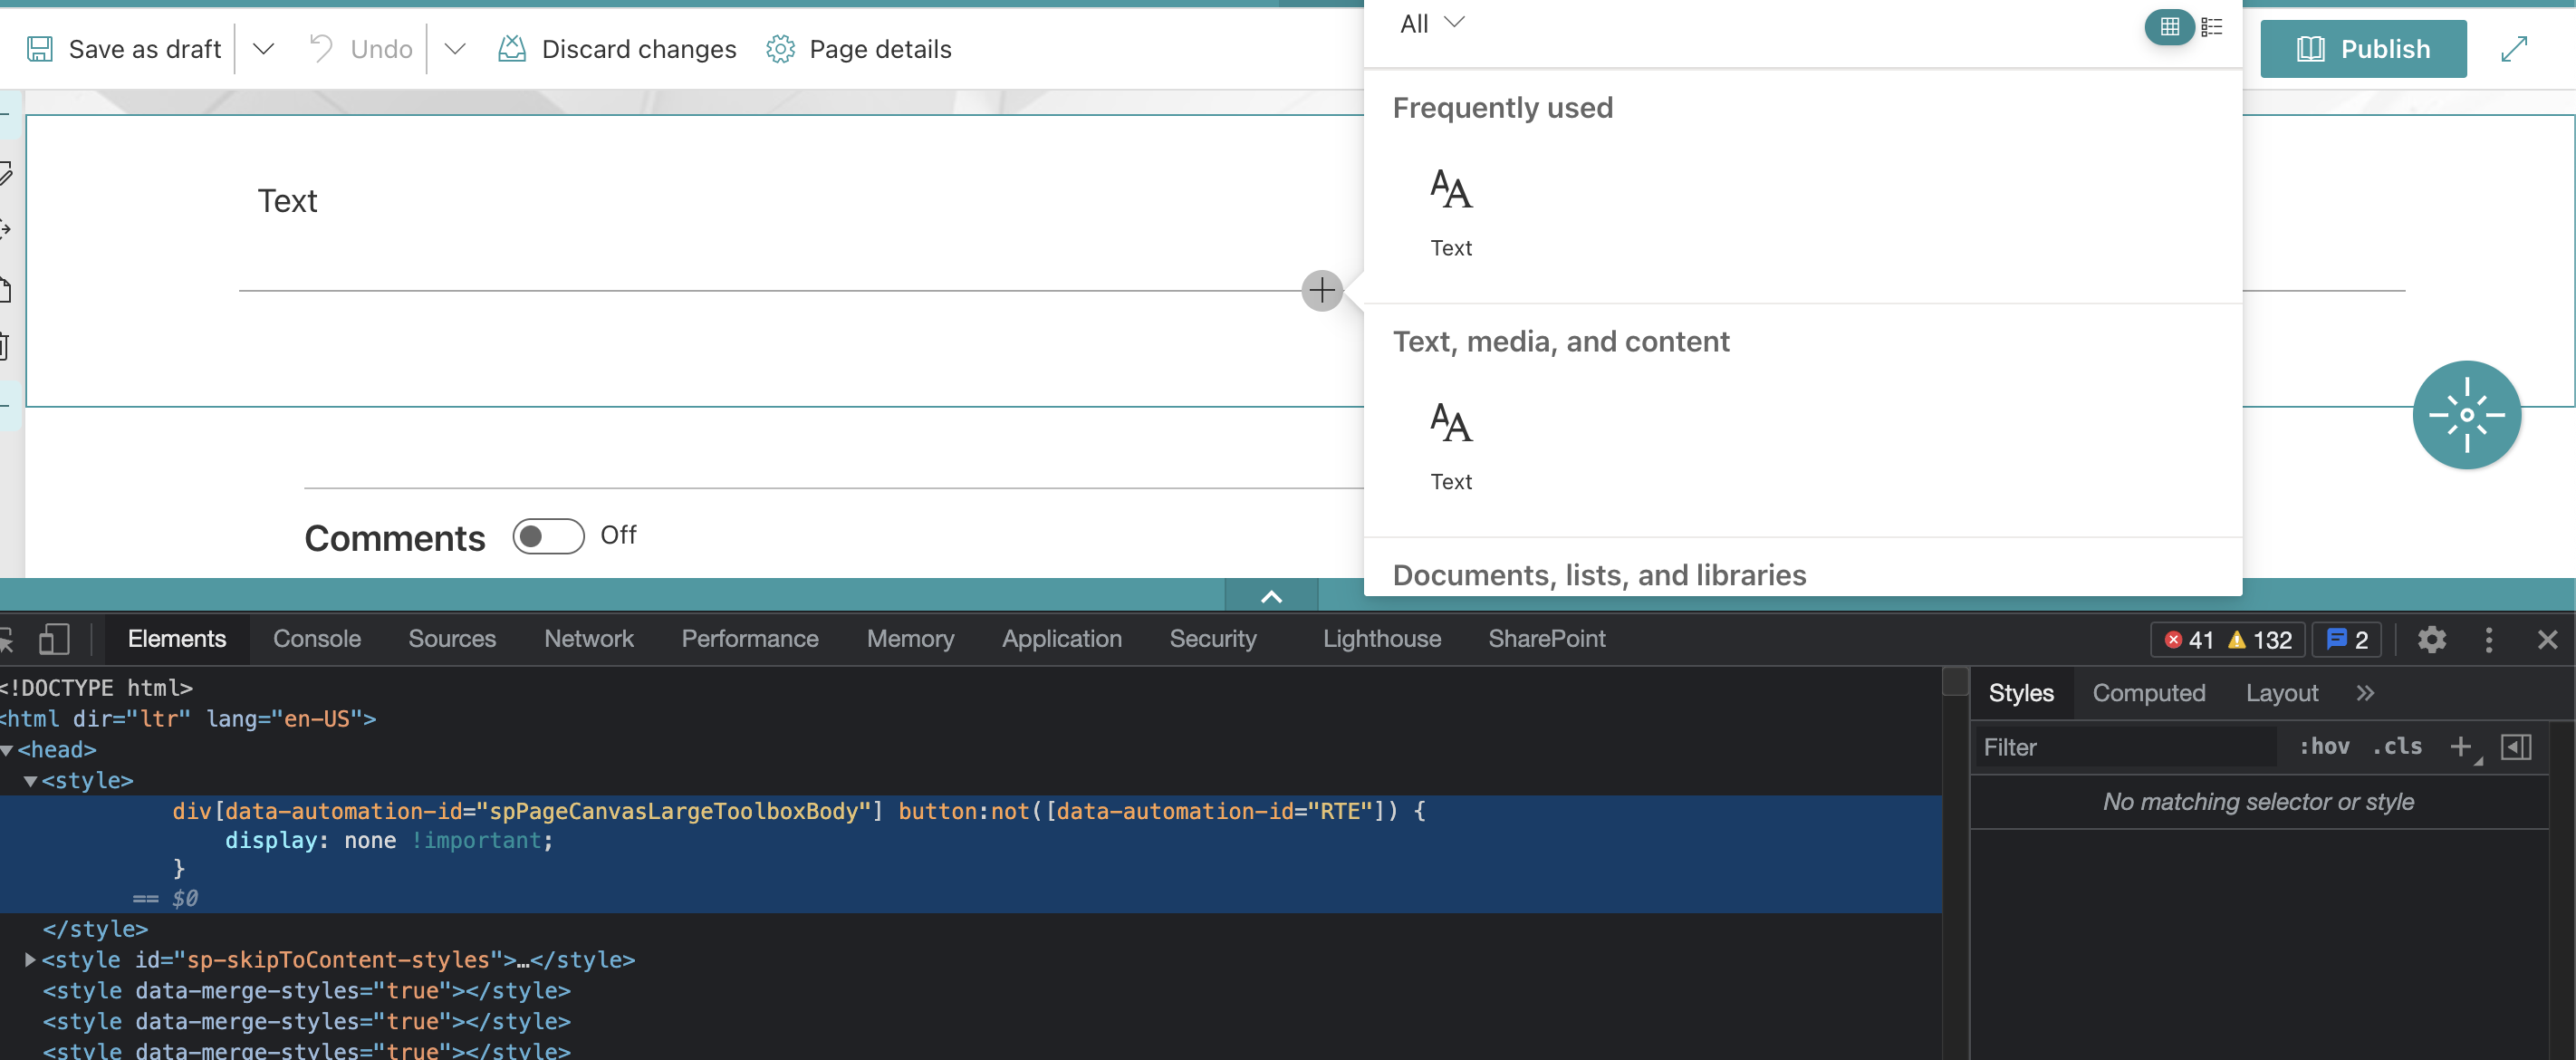 Save as draft Undo Discard changes Page details All Publish
Frequently used
Text
Text
Text, media, and content
Text
Comments Off
Documents, lists, and libraries
Elements Console Sources Network Performance Memory Application Security Lighthouse SharePoint 41 132 2
<!DOCTYPE html>
<html dir="ltr" lang="en-US">
<head>
<style>
div[data-automation-id="spPageCanvasLargeToolboxBody"] button:not([data-automation-id="RTE"]) {
display: none !important;
}
== $0
</style>
<style id="sp-skipToContent-styles">…</style>
<style data-merge-styles="true"></style>
<style data-merge-styles="true"></style>
<style data-merge-styles="true"></style>
Styles Computed Layout »
Filter :hov .cls
No matching selector or style